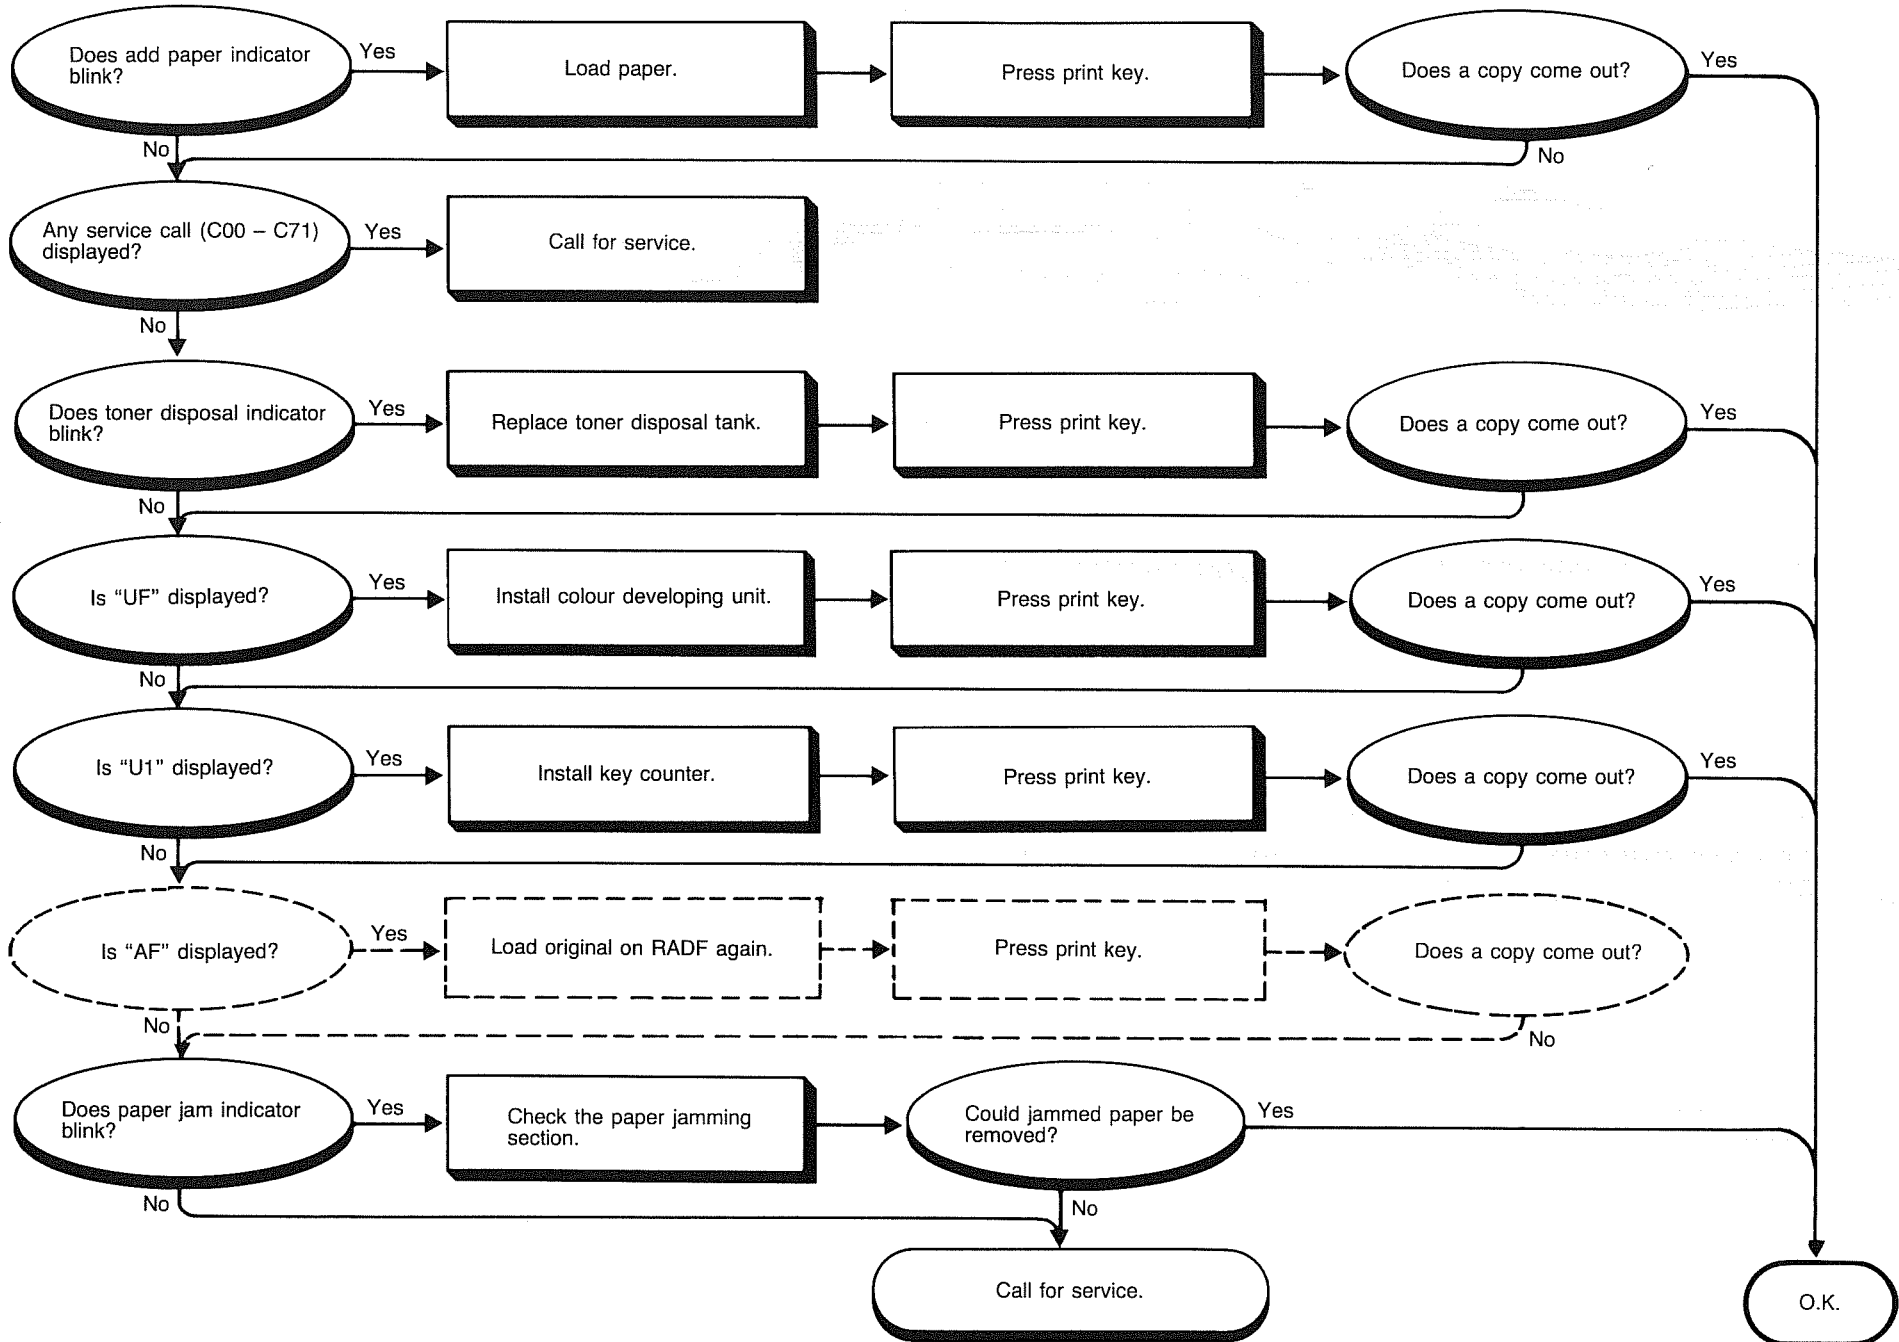 Does add paper indicator
blink?
Yes
Load paper.
Press print key.
Does a copy come out?
Yes
No
No
Any service call (C00 – C71)
displayed?
Yes
Call for service.
No
Does toner disposal indicator
blink?
Yes
Replace toner disposal tank.
Press print key.
Does a copy come out?
Yes
No
Is “UF” displayed?
Yes
Install colour developing unit.
Press print key.
Does a copy come out?
Yes
No
Is “U1” displayed?
Yes
Install key counter.
Press print key.
Does a copy come out?
Yes
No
Is “AF” displayed?
Yes
Load original on RADF again.
Press print key.
Does a copy come out?
No
No
Does paper jam indicator
blink?
Yes
Check the paper jamming
section.
Could jammed paper be
removed?
Yes
No
No
Call for service.
O.K.